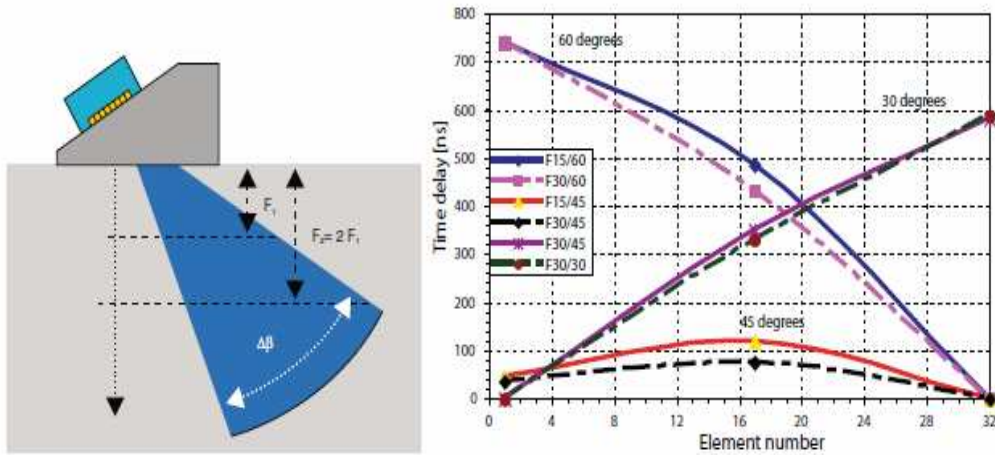 F₁
F₂= 2 F₁
Δβ
Time delay [ns]
800
700
600
500
400
300
200
100
0
60 degrees
30 degrees
45 degrees
F15/60
F30/60
F15/45
F30/45
F30/45
F30/30
0 4 8 12 16 20 24 28 32
Element number